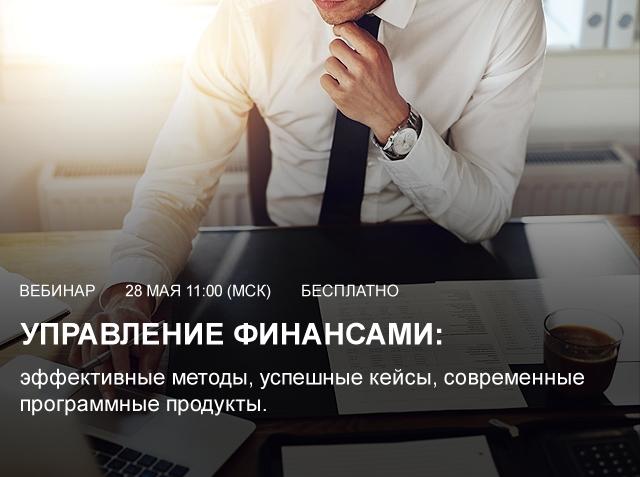 ВЕБИНАР 28 МАЯ 11:00 (МСК) БЕСПЛАТНО
УПРАВЛЕНИЕ ФИНАНСАМИ:
эффективные методы, успешные кейсы, современные
программные продукты.